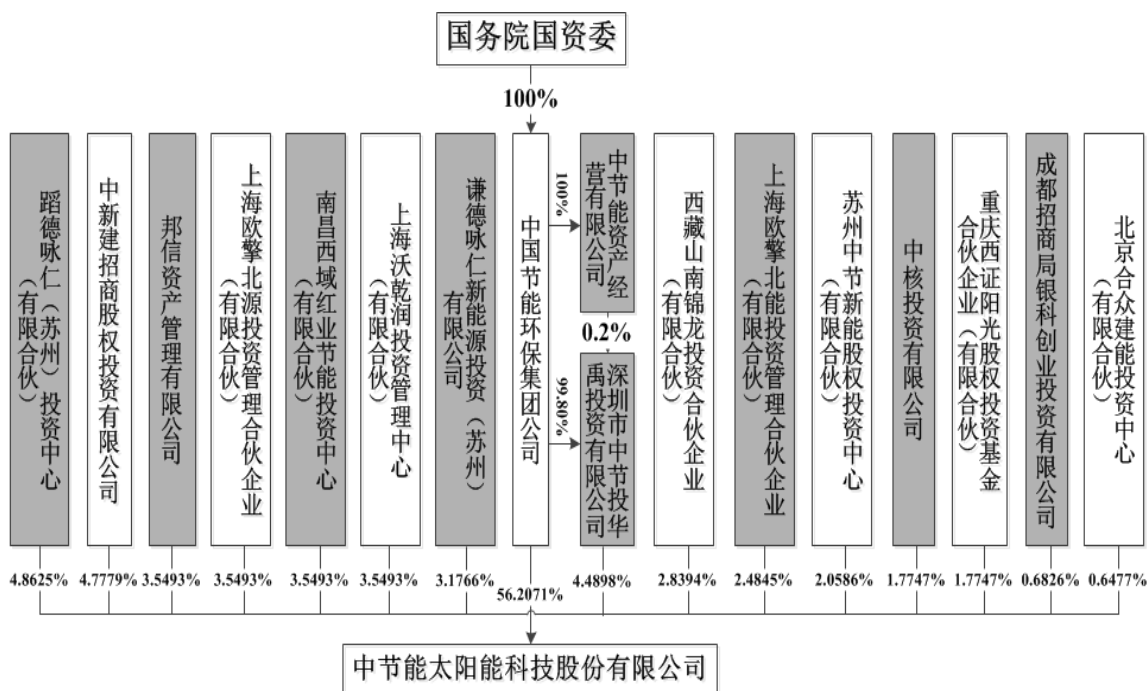 国务院国资委
100%
蹈德咏仁（苏州）投资中心
（有限合伙）
中新建招商股权投资有限公司
邦信资产管理有限公司
上海欧擎北源投资管理合伙企业
（有限合伙）
南昌西域红业节能投资中心
（有限合伙）
上海沃乾润投资管理中心
（有限合伙）
谦德咏仁新能源投资（苏州）
有限公司
中国节能环保集团公司
100%
99.80%
中节能资产经
营有限公司
0.2%
深圳市中节投华
禹投资有限公司
西藏山南锦龙投资合伙企业
（有限合伙）
上海欧擎北能投资管理合伙企业
（有限合伙）
苏州中节新能股权投资中心
（有限合伙）
中核投资有限公司
重庆西证阳光股权投资基金
合伙企业（有限合伙）
成都招商局银科创业投资有限公司
北京合众建能投资中心
（有限合伙）
4.8625%
4.7779%
3.5493%
3.5493%
3.5493%
3.5493%
3.1766%
56.2071%
4.4898%
2.8394%
2.4845%
2.0586%
1.7747%
1.7747%
0.6826%
0.6477%
中节能太阳能科技股份有限公司